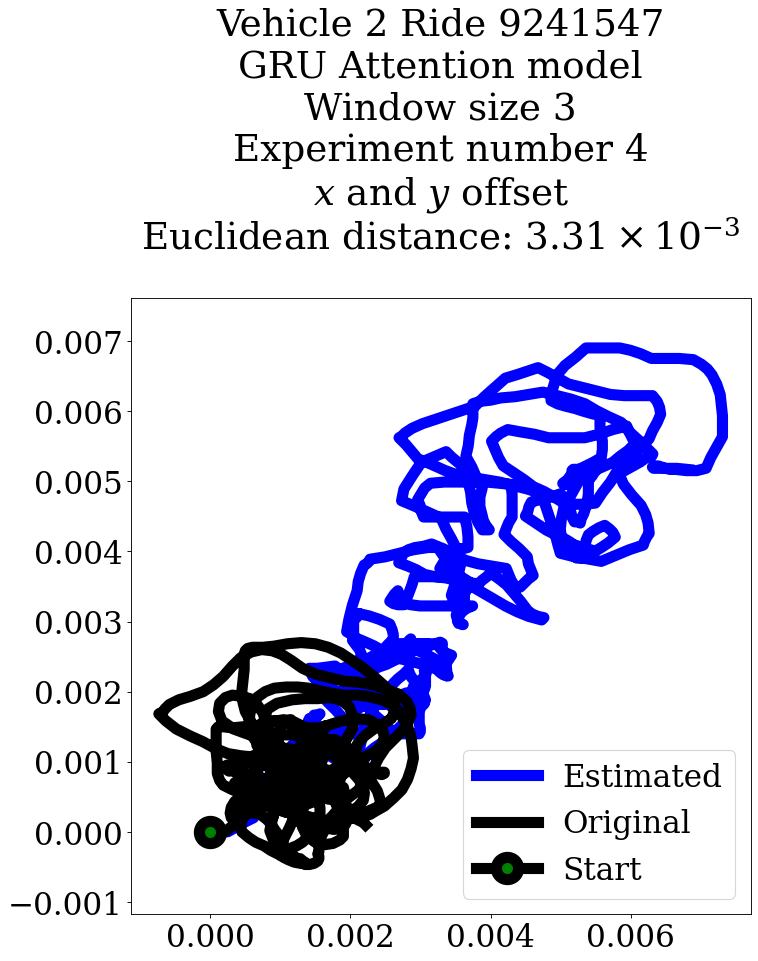 Vehicle 2 Ride 9241547
GRU Attention model
Window size 3
Experiment number 4
x and y offset
Euclidean distance: 3.31 × 10⁻³
0.007
0.006
0.005
0.004
0.003
0.002
0.001
0.000
−0.001
Estimated
Original
Start
0.000 0.002 0.004 0.006